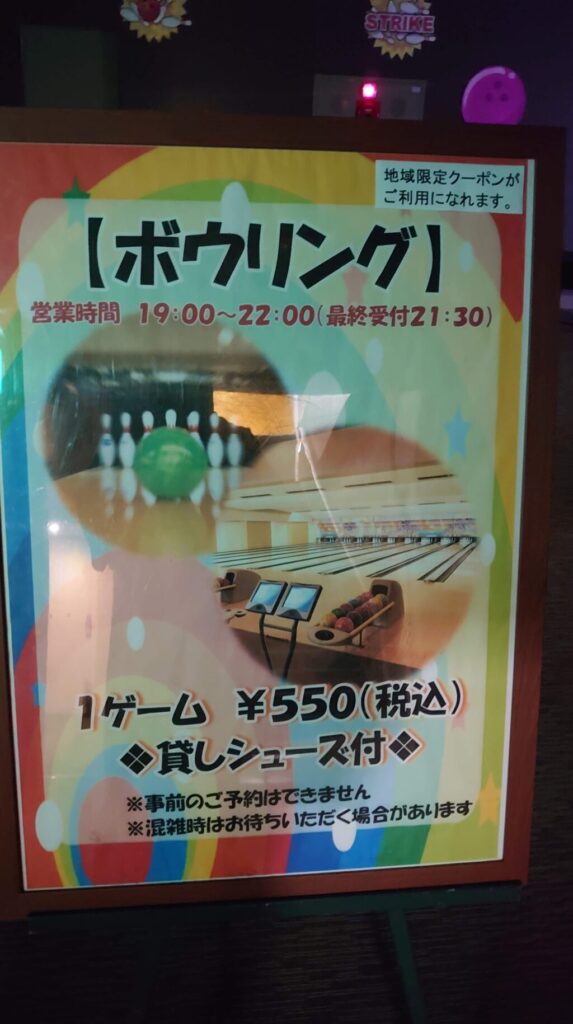 STRIKE
地域限定クーポンが
ご利用になれます。
【ボウリング】
営業時間 19:00～22:00(最終受付21:30)
1ゲーム ￥550(税込)
❖貸しシューズ付❖
※事前のご予約はできません
※混雑時はお待ちいただく場合があります